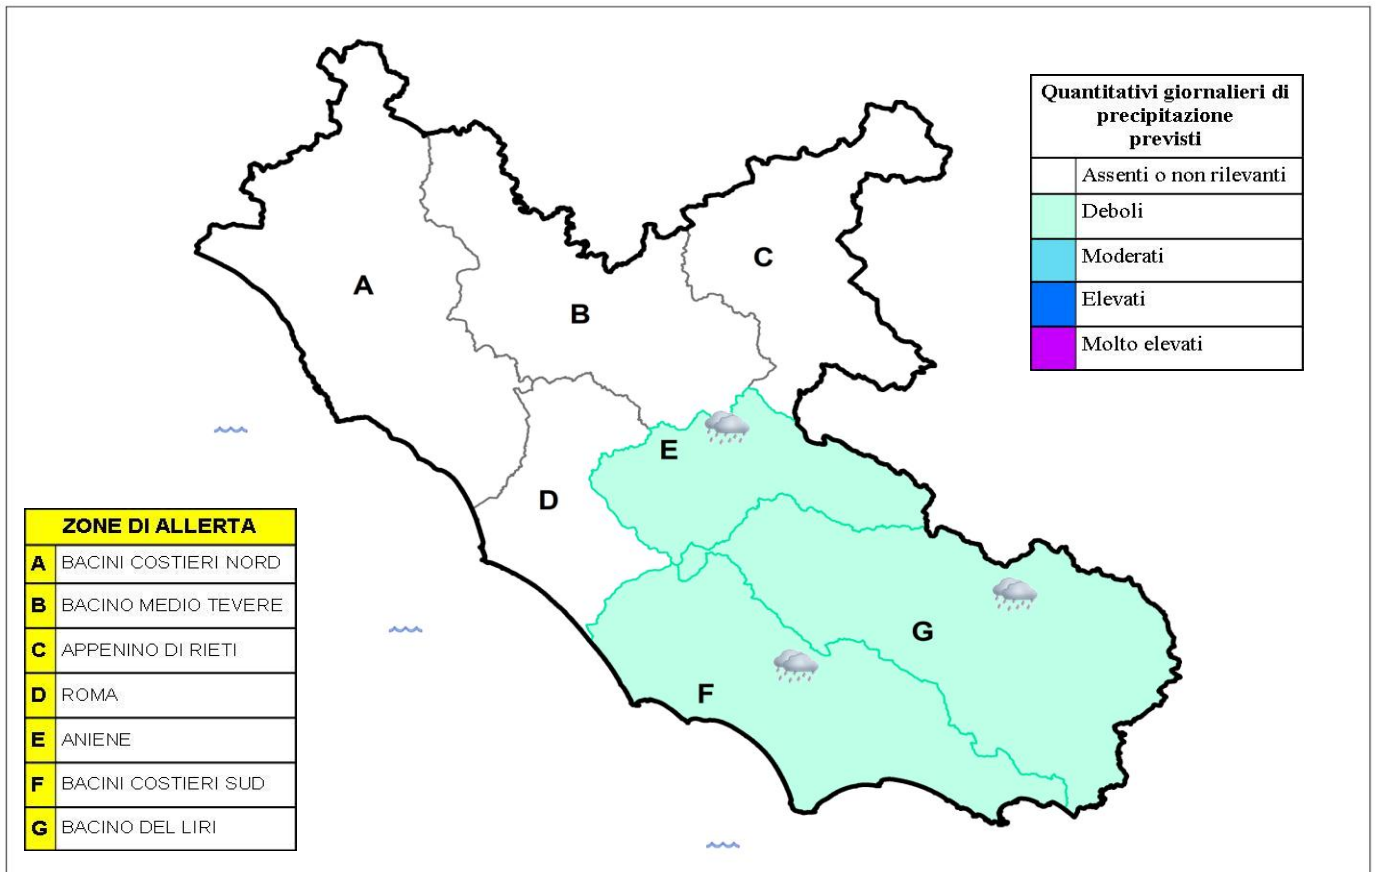 Quantitativi giornalieri di
precipitazione
previsti
Assenti o non rilevanti
Deboli
Moderati
Elevati
Molto elevati
A
B
C
D
E
F
G
ZONE DI ALLERTA
A BACINI COSTIERI NORD
B BACINO MEDIO TEVERE
C APPENINO DI RIETI
D ROMA
E ANIENE
F BACINI COSTIERI SUD
G BACINO DEL LIRI